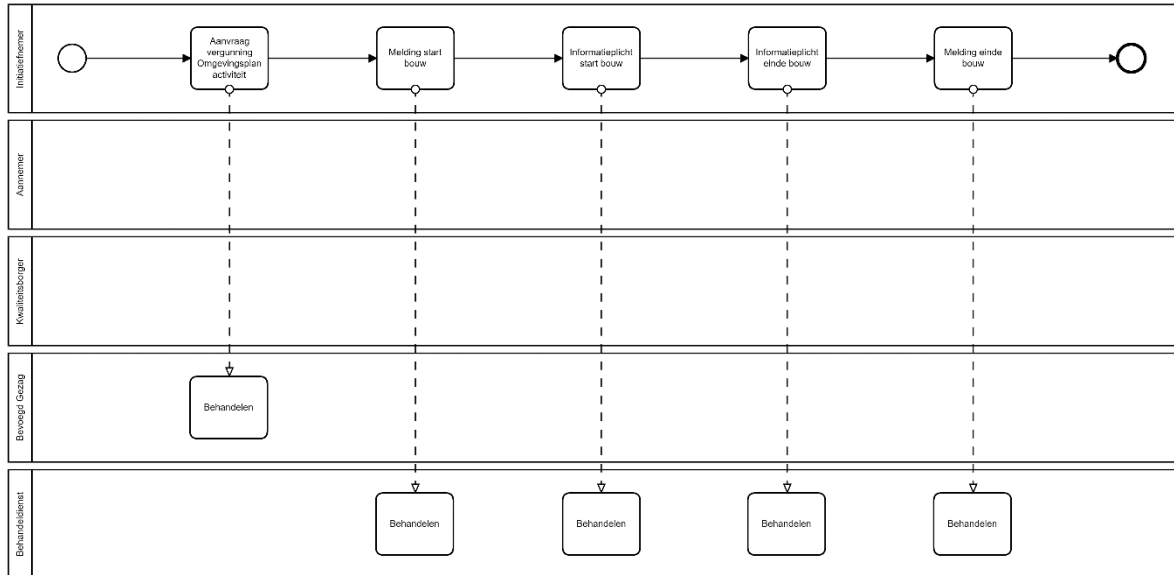 Initiatiefnemer
Aanvraag
vergunning
Omgevingsplan
activiteit
Melding start
bouw
Informatieplicht
start bouw
Informatieplicht
einde bouw
Melding einde
bouw
Aannemer
Kwaliteitsborger
Bevoegd Gezag
Behandelen
Behandeldienst
Behandelen
Behandelen
Behandelen
Behandelen